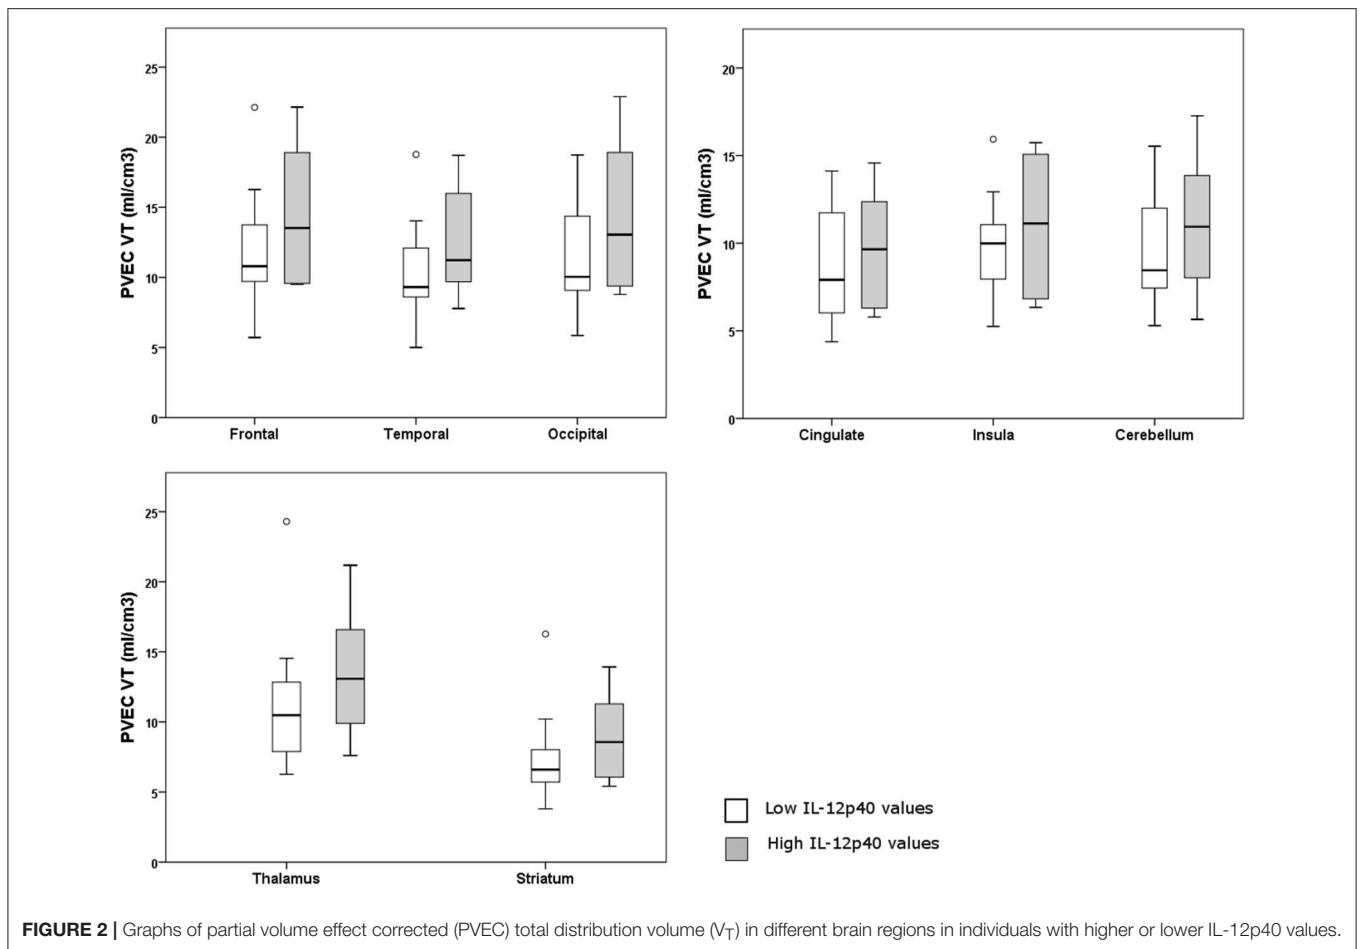 25
20
15
10
5
0
PVEC VT (ml/cm3)
Frontal Temporal Occipital
20
15
10
5
0
PVEC VT (ml/cm3)
Cingulate Insula Cerebellum
25
20
15
10
5
0
PVEC VT (ml/cm3)
Thalamus Striatum
Low IL-12p40 values
High IL-12p40 values
FIGURE 2 | Graphs of partial volume effect corrected (PVEC) total distribution volume (VT) in different brain regions in individuals with higher or lower IL-12p40 values.